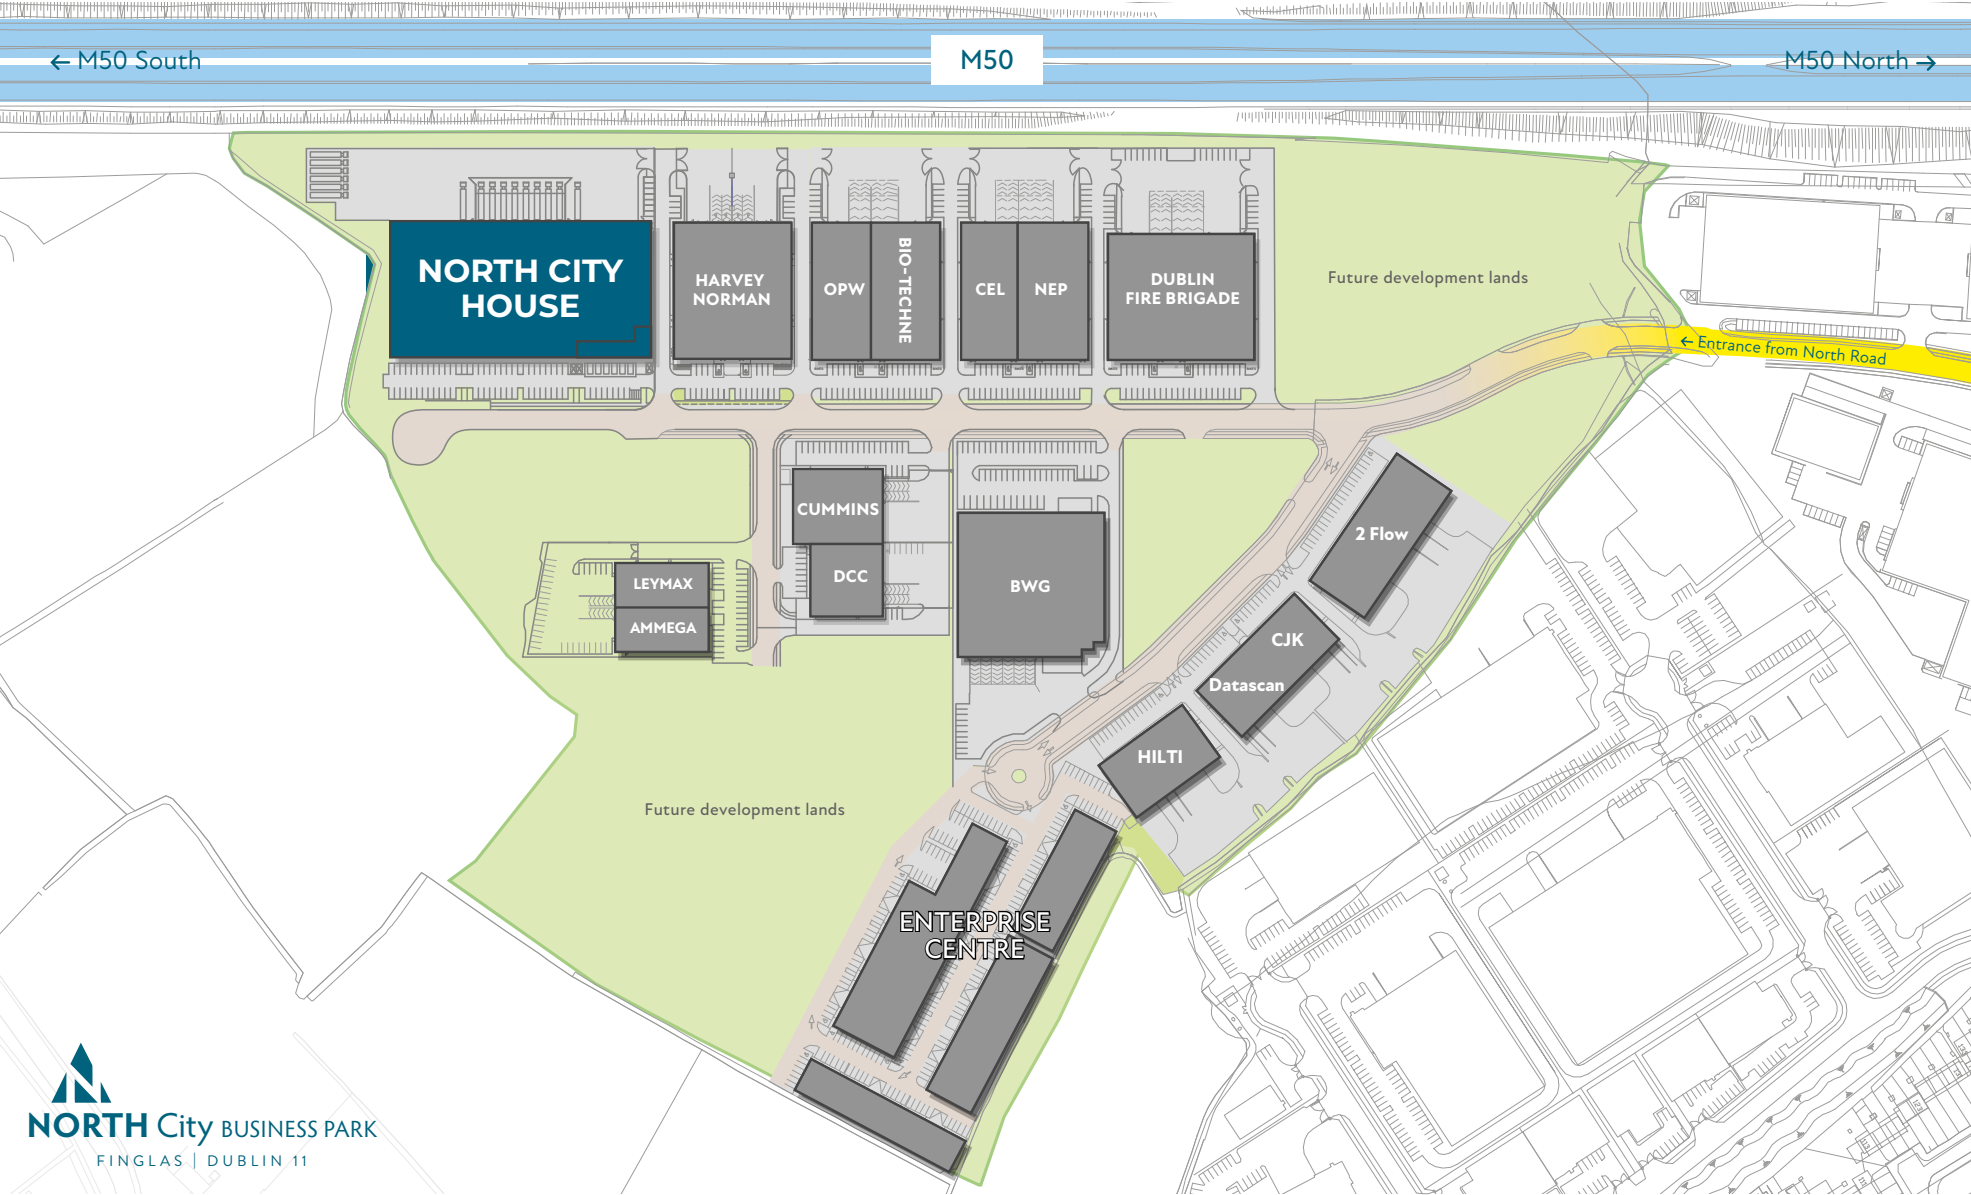 ← M50 South
M50
M50 North →
NORTH CITY
HOUSE
HARVEY
NORMAN
OPW
BIO-TECHNE
CEL
NEP
DUBLIN
FIRE BRIGADE
Future development lands
← Entrance from North Road
CUMMINS
DCC
LEYMAX
AMMEGA
BWG
2 Flow
CJK
Datascan
HILTI
Future development lands
ENTERPRISE
CENTRE
NORTH City BUSINESS PARK
FINGLAS | DUBLIN 11